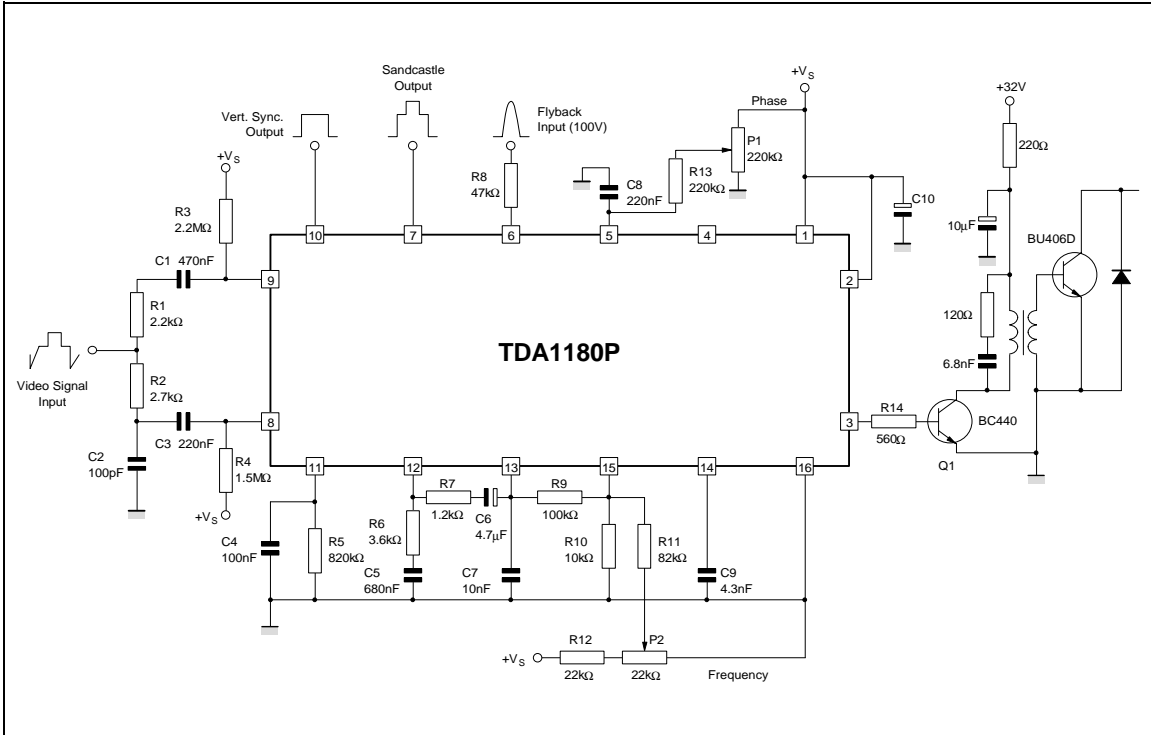 Sandcastle
Output
Vert. Sync.
Output
Flyback
Input (100V)
+VS
Phase
+32V
+VS
R3
2.2MΩ
R8
47kΩ
C8
220nF
R13
220kΩ
P1
220kΩ
C10
220Ω
10μF
BU406D
10
7
6
5
4
1
C1 470nF
9
2
R1
2.2kΩ
120Ω
6.8nF
TDA1180P
Video Signal
Input
R2
2.7kΩ
8
3
C3 220nF
R14
560Ω
BC440
Q1
C2
100pF
R4
1.5MΩ
+VS
11
12
13
15
14
16
R7
1.2kΩ
C6
4.7μF
R9
100kΩ
C4
100nF
R5
820kΩ
R6
3.6kΩ
C5
680nF
C7
10nF
R10
10kΩ
R11
82kΩ
C9
4.3nF
+VS
R12
22kΩ
P2
22kΩ
Frequency